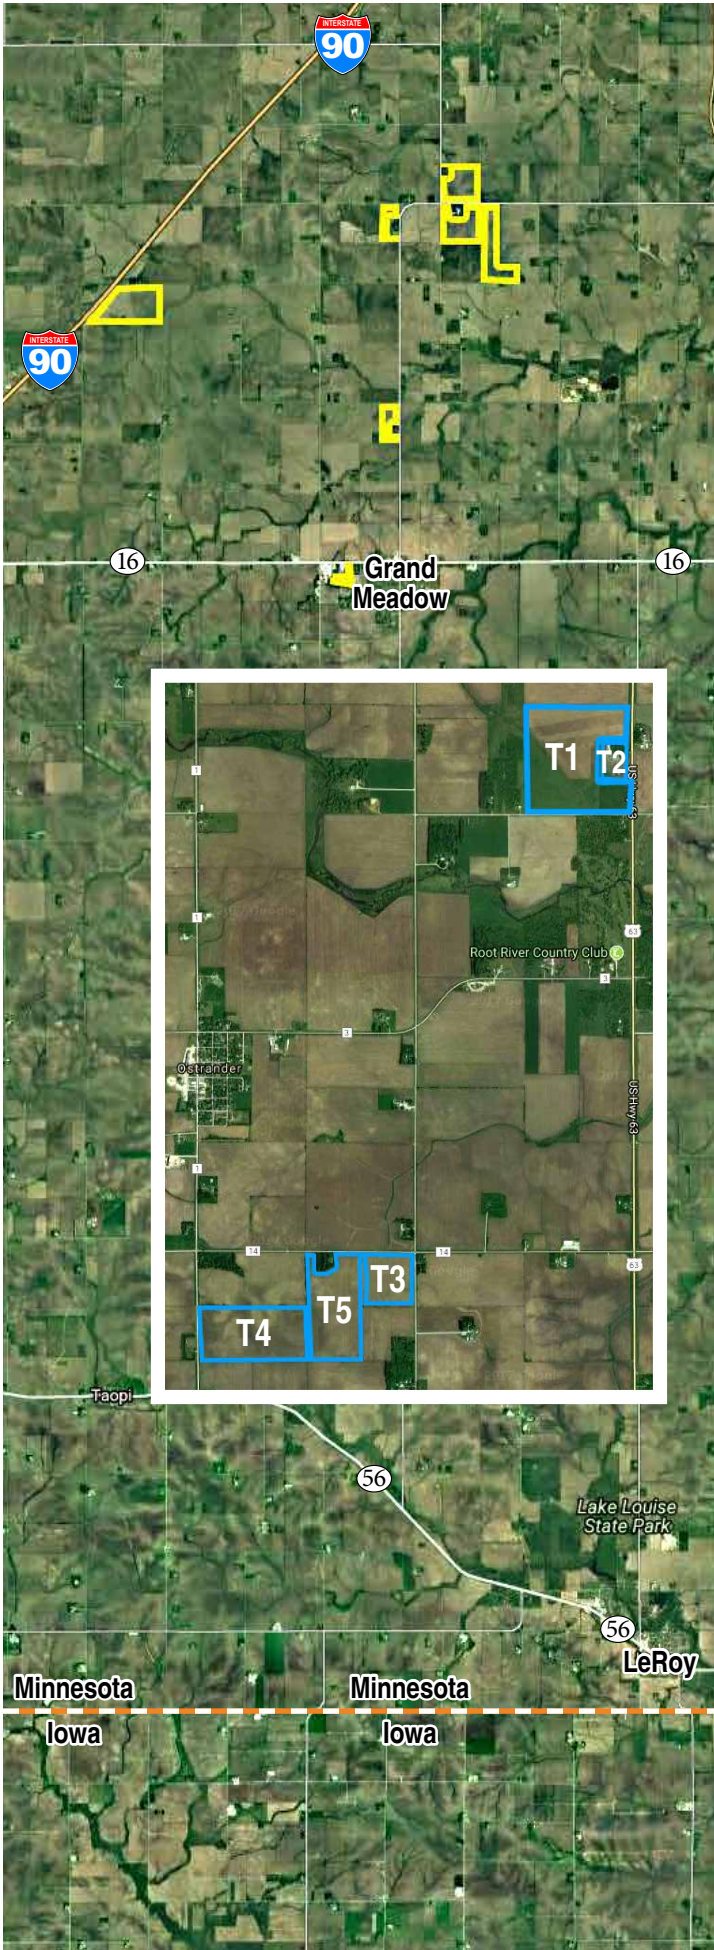 INTERSTATE
90
INTERSTATE
90
16
16
Grand
Meadow
T1
T2
1
1
63
Root River Country Club
3
3
Ostrander
US Hwy 63
1
14
14
63
T3
T5
T4
Taopi
56
Lake Louise
State Park
56
LeRoy
Minnesota
Minnesota
Iowa
Iowa